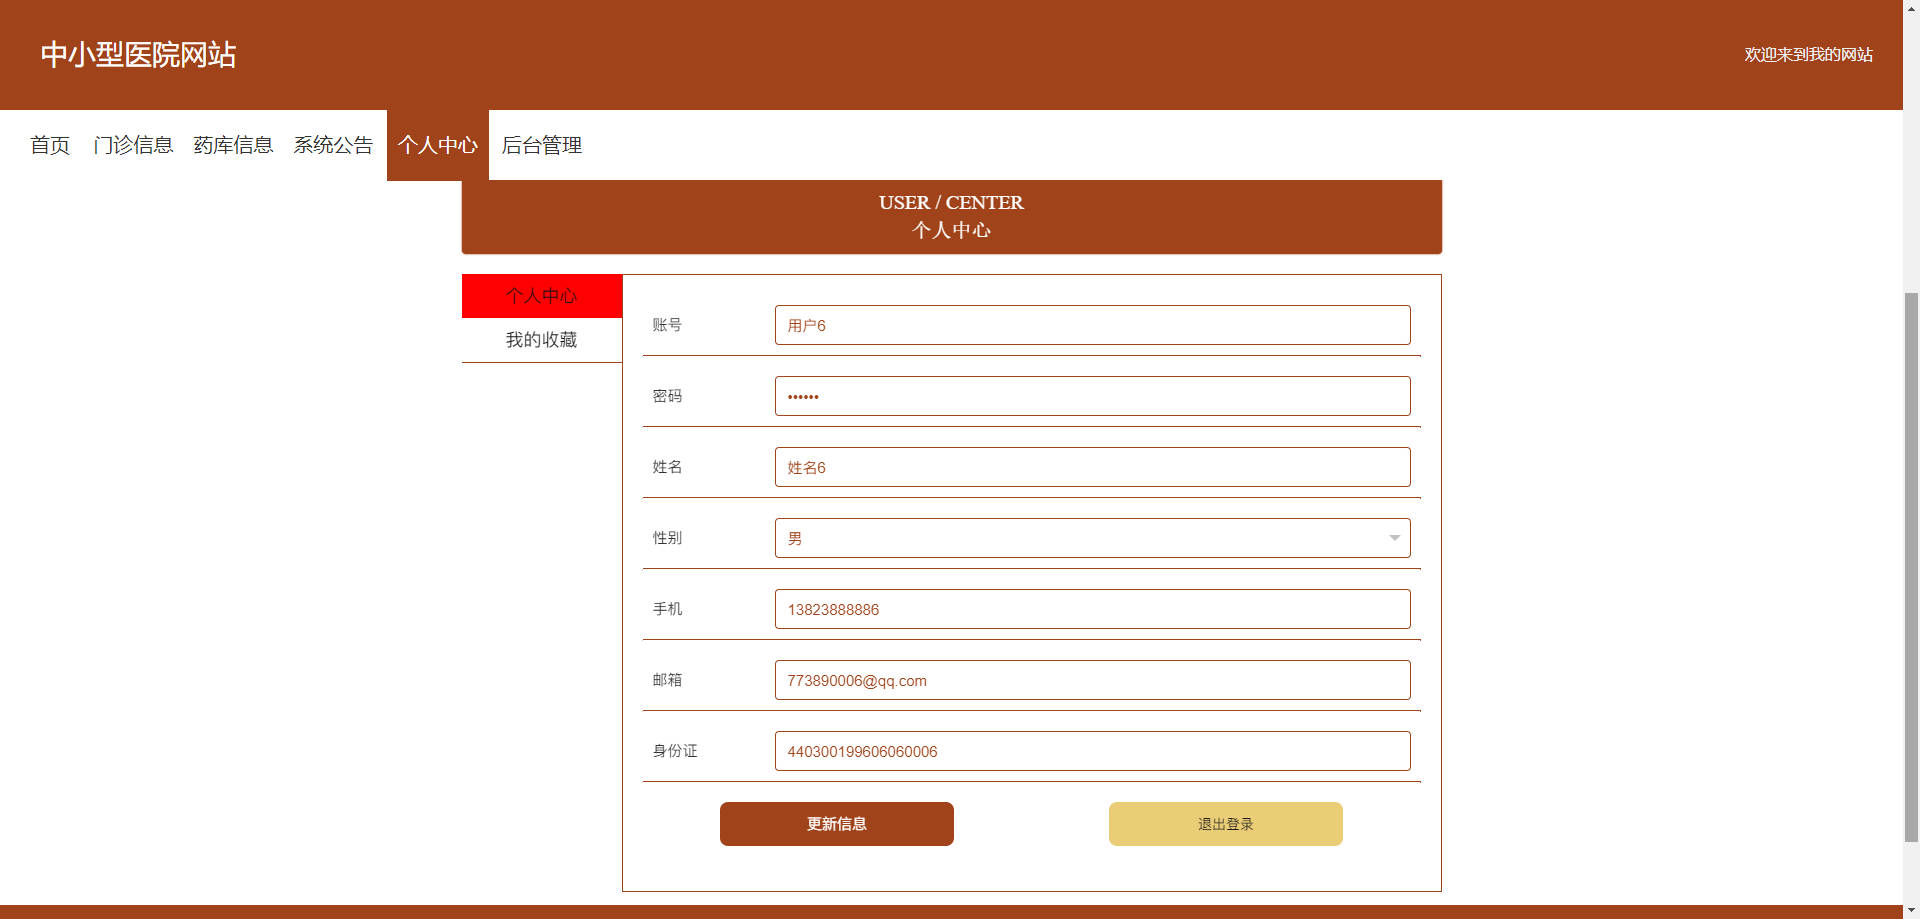 中小型医院网站
欢迎来到我的网站
首页 门诊信息 药库信息 系统公告 个人中心 后台管理
USER / CENTER
个人中心
个人中心
我的收藏
账号 用户6
密码 ••••••
姓名 姓名6
性别 男
手机 13823888886
邮箱 773890006@qq.com
身份证 440300199606060006
更新信息 退出登录